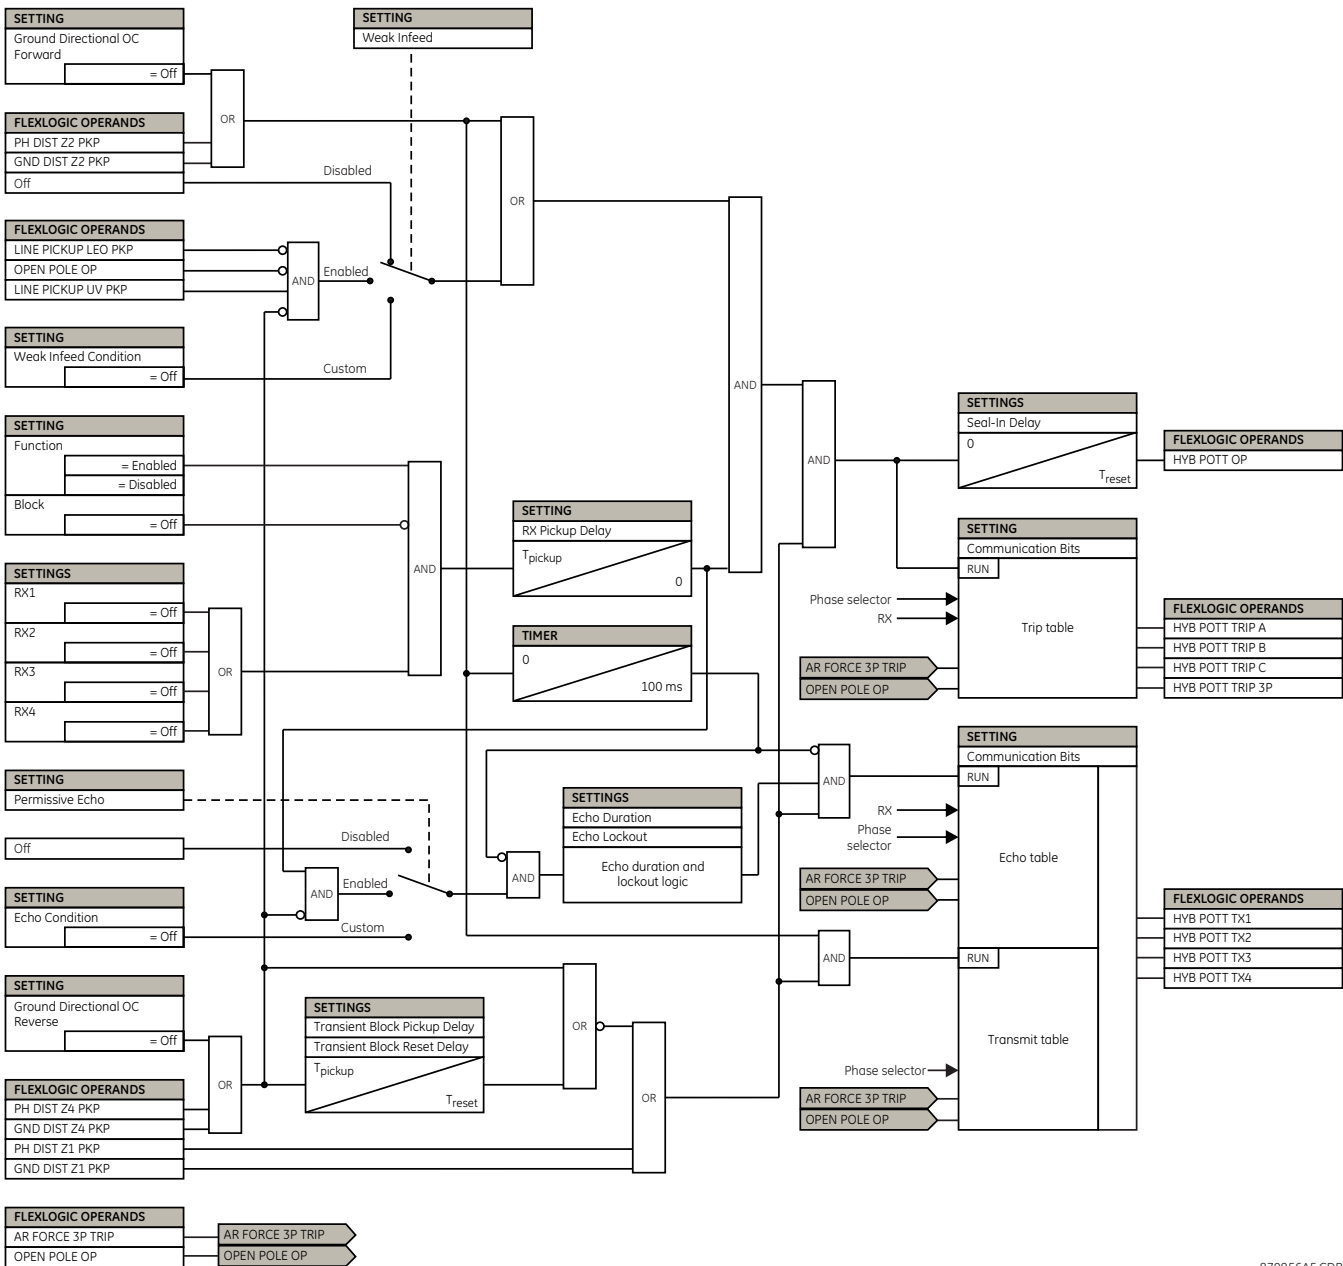 SETTING
Ground Directional OC
Forward
= Off
SETTING
Weak Infeed
OR
FLEXLOGIC OPERANDS
PH DIST Z2 PKP
GND DIST Z2 PKP
Off
Disabled
OR
FLEXLOGIC OPERANDS
LINE PICKUP LEO PKP
OPEN POLE OP
LINE PICKUP UV PKP
AND
Enabled
SETTING
Weak Infeed Condition
= Off
Custom
AND
SETTING
Function
= Enabled
= Disabled
Block
= Off
AND
AND
SETTINGS
Seal-In Delay
0
Treset
FLEXLOGIC OPERANDS
HYB POTT OP
SETTING
RX Pickup Delay
Tpickup
0
SETTING
Communication Bits
RUN
Phase selector
RX
Trip table
AR FORCE 3P TRIP
OPEN POLE OP
FLEXLOGIC OPERANDS
HYB POTT TRIP A
HYB POTT TRIP B
HYB POTT TRIP C
HYB POTT TRIP 3P
SETTINGS
RX1
= Off
RX2
= Off
RX3
= Off
RX4
= Off
OR
TIMER
0
100 ms
SETTING
Permissive Echo
Off
Disabled
SETTING
Echo Condition
= Off
AND
Enabled
Custom
AND
SETTINGS
Echo Duration
Echo Lockout
Echo duration and
lockout logic
AND
SETTING
Communication Bits
RUN
RX
Phase
selector
Echo table
AR FORCE 3P TRIP
OPEN POLE OP
AND
RUN
Transmit table
Phase selector
AR FORCE 3P TRIP
OPEN POLE OP
FLEXLOGIC OPERANDS
HYB POTT TX1
HYB POTT TX2
HYB POTT TX3
HYB POTT TX4
SETTING
Ground Directional OC
Reverse
= Off
OR
SETTINGS
Transient Block Pickup Delay
Transient Block Reset Delay
Tpickup
Treset
OR
OR
FLEXLOGIC OPERANDS
PH DIST Z4 PKP
GND DIST Z4 PKP
PH DIST Z1 PKP
GND DIST Z1 PKP
FLEXLOGIC OPERANDS
AR FORCE 3P TRIP
OPEN POLE OP
AR FORCE 3P TRIP
OPEN POLE OP